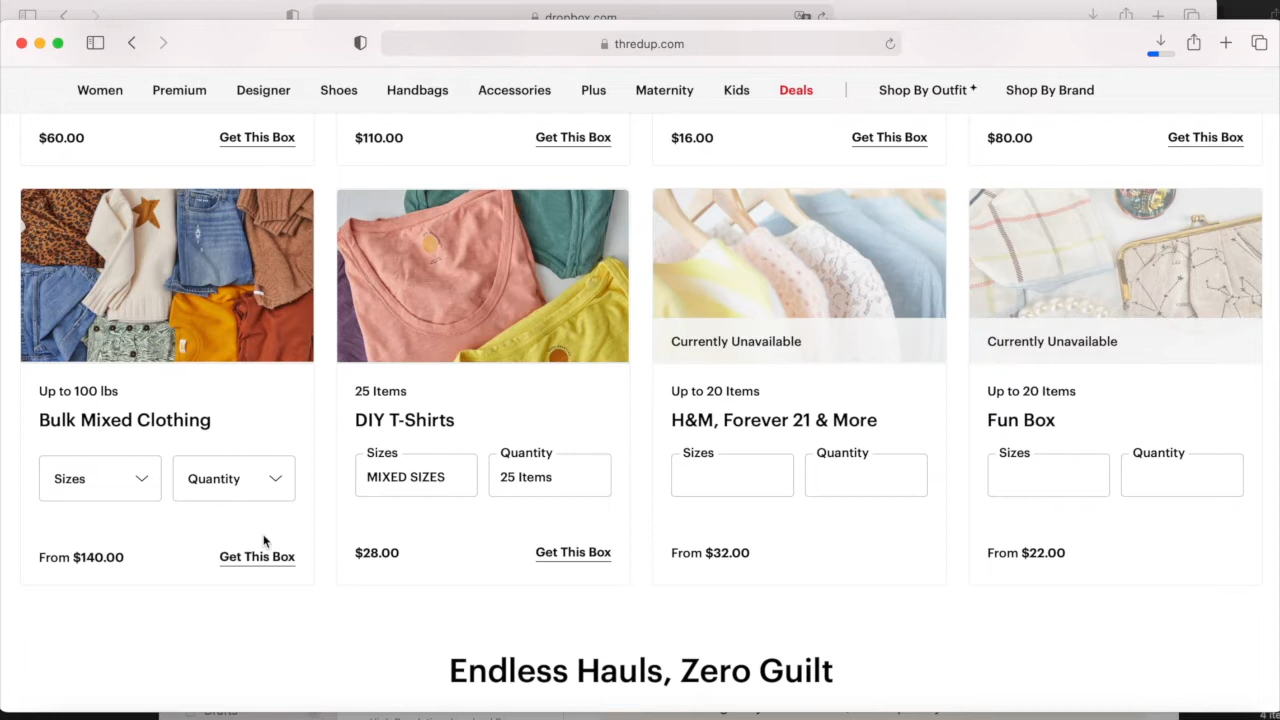 dropbox.com
thredup.com
Women Premium Designer Shoes Handbags Accessories Plus Maternity Kids Deals Shop By Outfit Shop By Brand
$60.00 Get This Box $110.00 Get This Box $16.00 Get This Box $80.00 Get This Box
Currently Unavailable Currently Unavailable
Up to 100 lbs 25 Items Up to 20 Items Up to 20 Items
Bulk Mixed Clothing DIY T-Shirts H&M, Forever 21 & More Fun Box
Sizes Quantity Sizes Quantity Sizes Quantity
Sizes Quantity MIXED SIZES 25 Items
From $140.00 Get This Box $28.00 Get This Box From $32.00 From $22.00
Endless Hauls, Zero Guilt